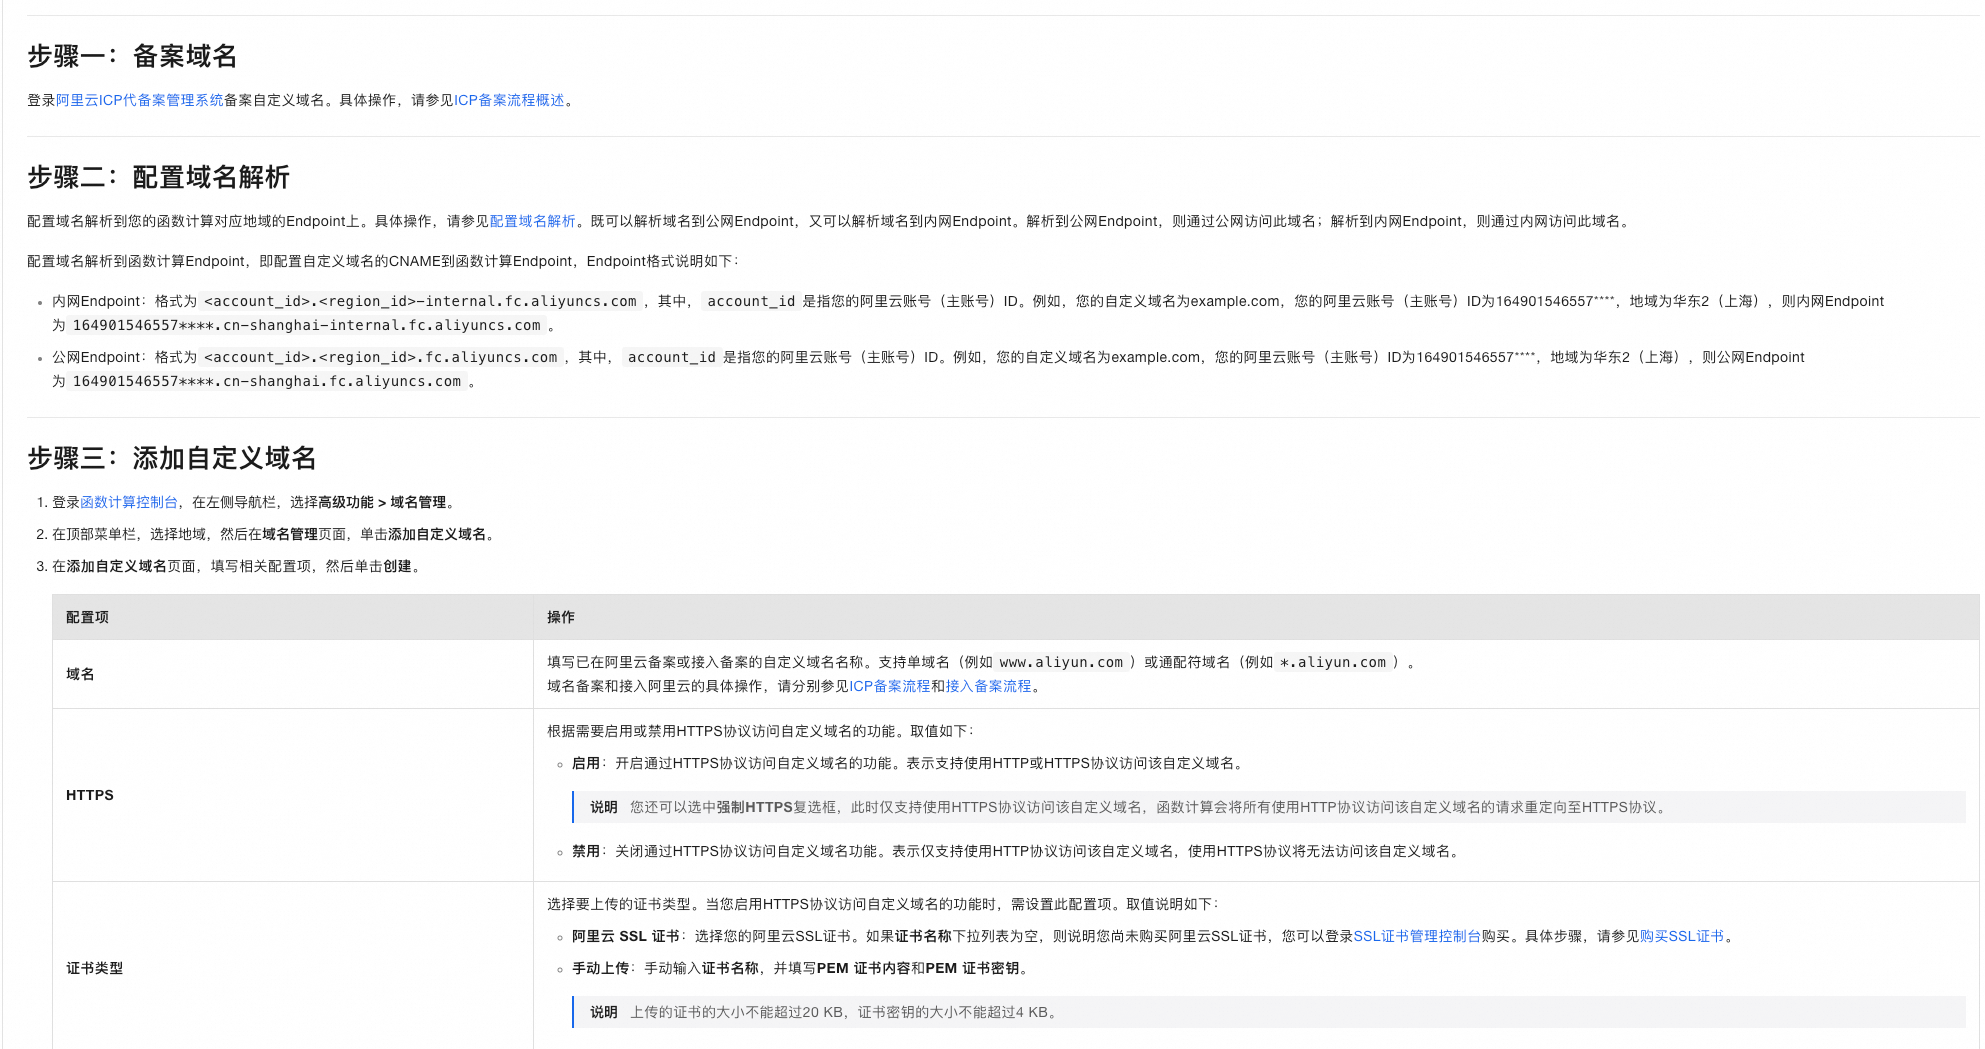 步骤一：备案域名
登录阿里云ICP代备案管理系统备案自定义域名。具体操作，请参见ICP备案流程概述。
步骤二：配置域名解析
配置域名解析到您的函数计算对应地域的Endpoint上。具体操作，请参见配置域名解析。既可以解析域名到公网Endpoint，又可以解析域名到内网Endpoint。解析到公网Endpoint，则通过公网访问此域名；解析到内网Endpoint，则通过内网访问此域名。
配置域名解析到函数计算Endpoint，即配置自定义域名的CNAME到函数计算Endpoint，Endpoint格式说明如下：
内网Endpoint：格式为 <account_id>.<region_id>-internal.fc.aliyuncs.com ，其中， account_id 是指您的阿里云账号（主账号）ID。例如，您的自定义域名为example.com，您的阿里云账号（主账号）ID为164901546557****，地域为华东2（上海），则内网Endpoint
为 164901546557****.cn-shanghai-internal.fc.aliyuncs.com 。
公网Endpoint：格式为 <account_id>.<region_id>.fc.aliyuncs.com ，其中， account_id 是指您的阿里云账号（主账号）ID。例如，您的自定义域名为example.com，您的阿里云账号（主账号）ID为164901546557****，地域为华东2（上海），则公网Endpoint
为 164901546557****.cn-shanghai.fc.aliyuncs.com 。
步骤三：添加自定义域名
1. 登录函数计算控制台，在左侧导航栏，选择高级功能 > 域名管理。
2. 在顶部菜单栏，选择地域，然后在域名管理页面，单击添加自定义域名。
3. 在添加自定义域名页面，填写相关配置项，然后单击创建。
配置项 操作
域名
填写已在阿里云备案或接入备案的自定义域名名称。支持单域名（例如 www.aliyun.com ）或通配符域名（例如 *.aliyun.com ）。
域名备案和接入阿里云的具体操作，请分别参见ICP备案流程和接入备案流程。
HTTPS
根据需要启用或禁用HTTPS协议访问自定义域名的功能。取值如下：
启用：开启通过HTTPS协议访问自定义域名的功能。表示支持使用HTTP或HTTPS协议访问该自定义域名。
说明 您还可以选中强制HTTPS复选框，此时仅支持使用HTTPS协议访问该自定义域名，函数计算会将所有使用HTTP协议访问该自定义域名的请求重定向至HTTPS协议。
禁用：关闭通过HTTPS协议访问自定义域名功能。表示仅支持使用HTTP协议访问该自定义域名，使用HTTPS协议将无法访问该自定义域名。
证书类型
选择要上传的证书类型。当您启用HTTPS协议访问自定义域名的功能时，需设置此配置项。取值说明如下：
阿里云 SSL 证书：选择您的阿里云SSL证书。如果证书名称下拉列表为空，则说明您尚未购买阿里云SSL证书，您可以登录SSL证书管理控制台购买。具体步骤，请参见购买SSL证书。
手动上传：手动输入证书名称，并填写PEM 证书内容和PEM 证书密钥。
说明 上传的证书的大小不能超过20 KB，证书密钥的大小不能超过4 KB。